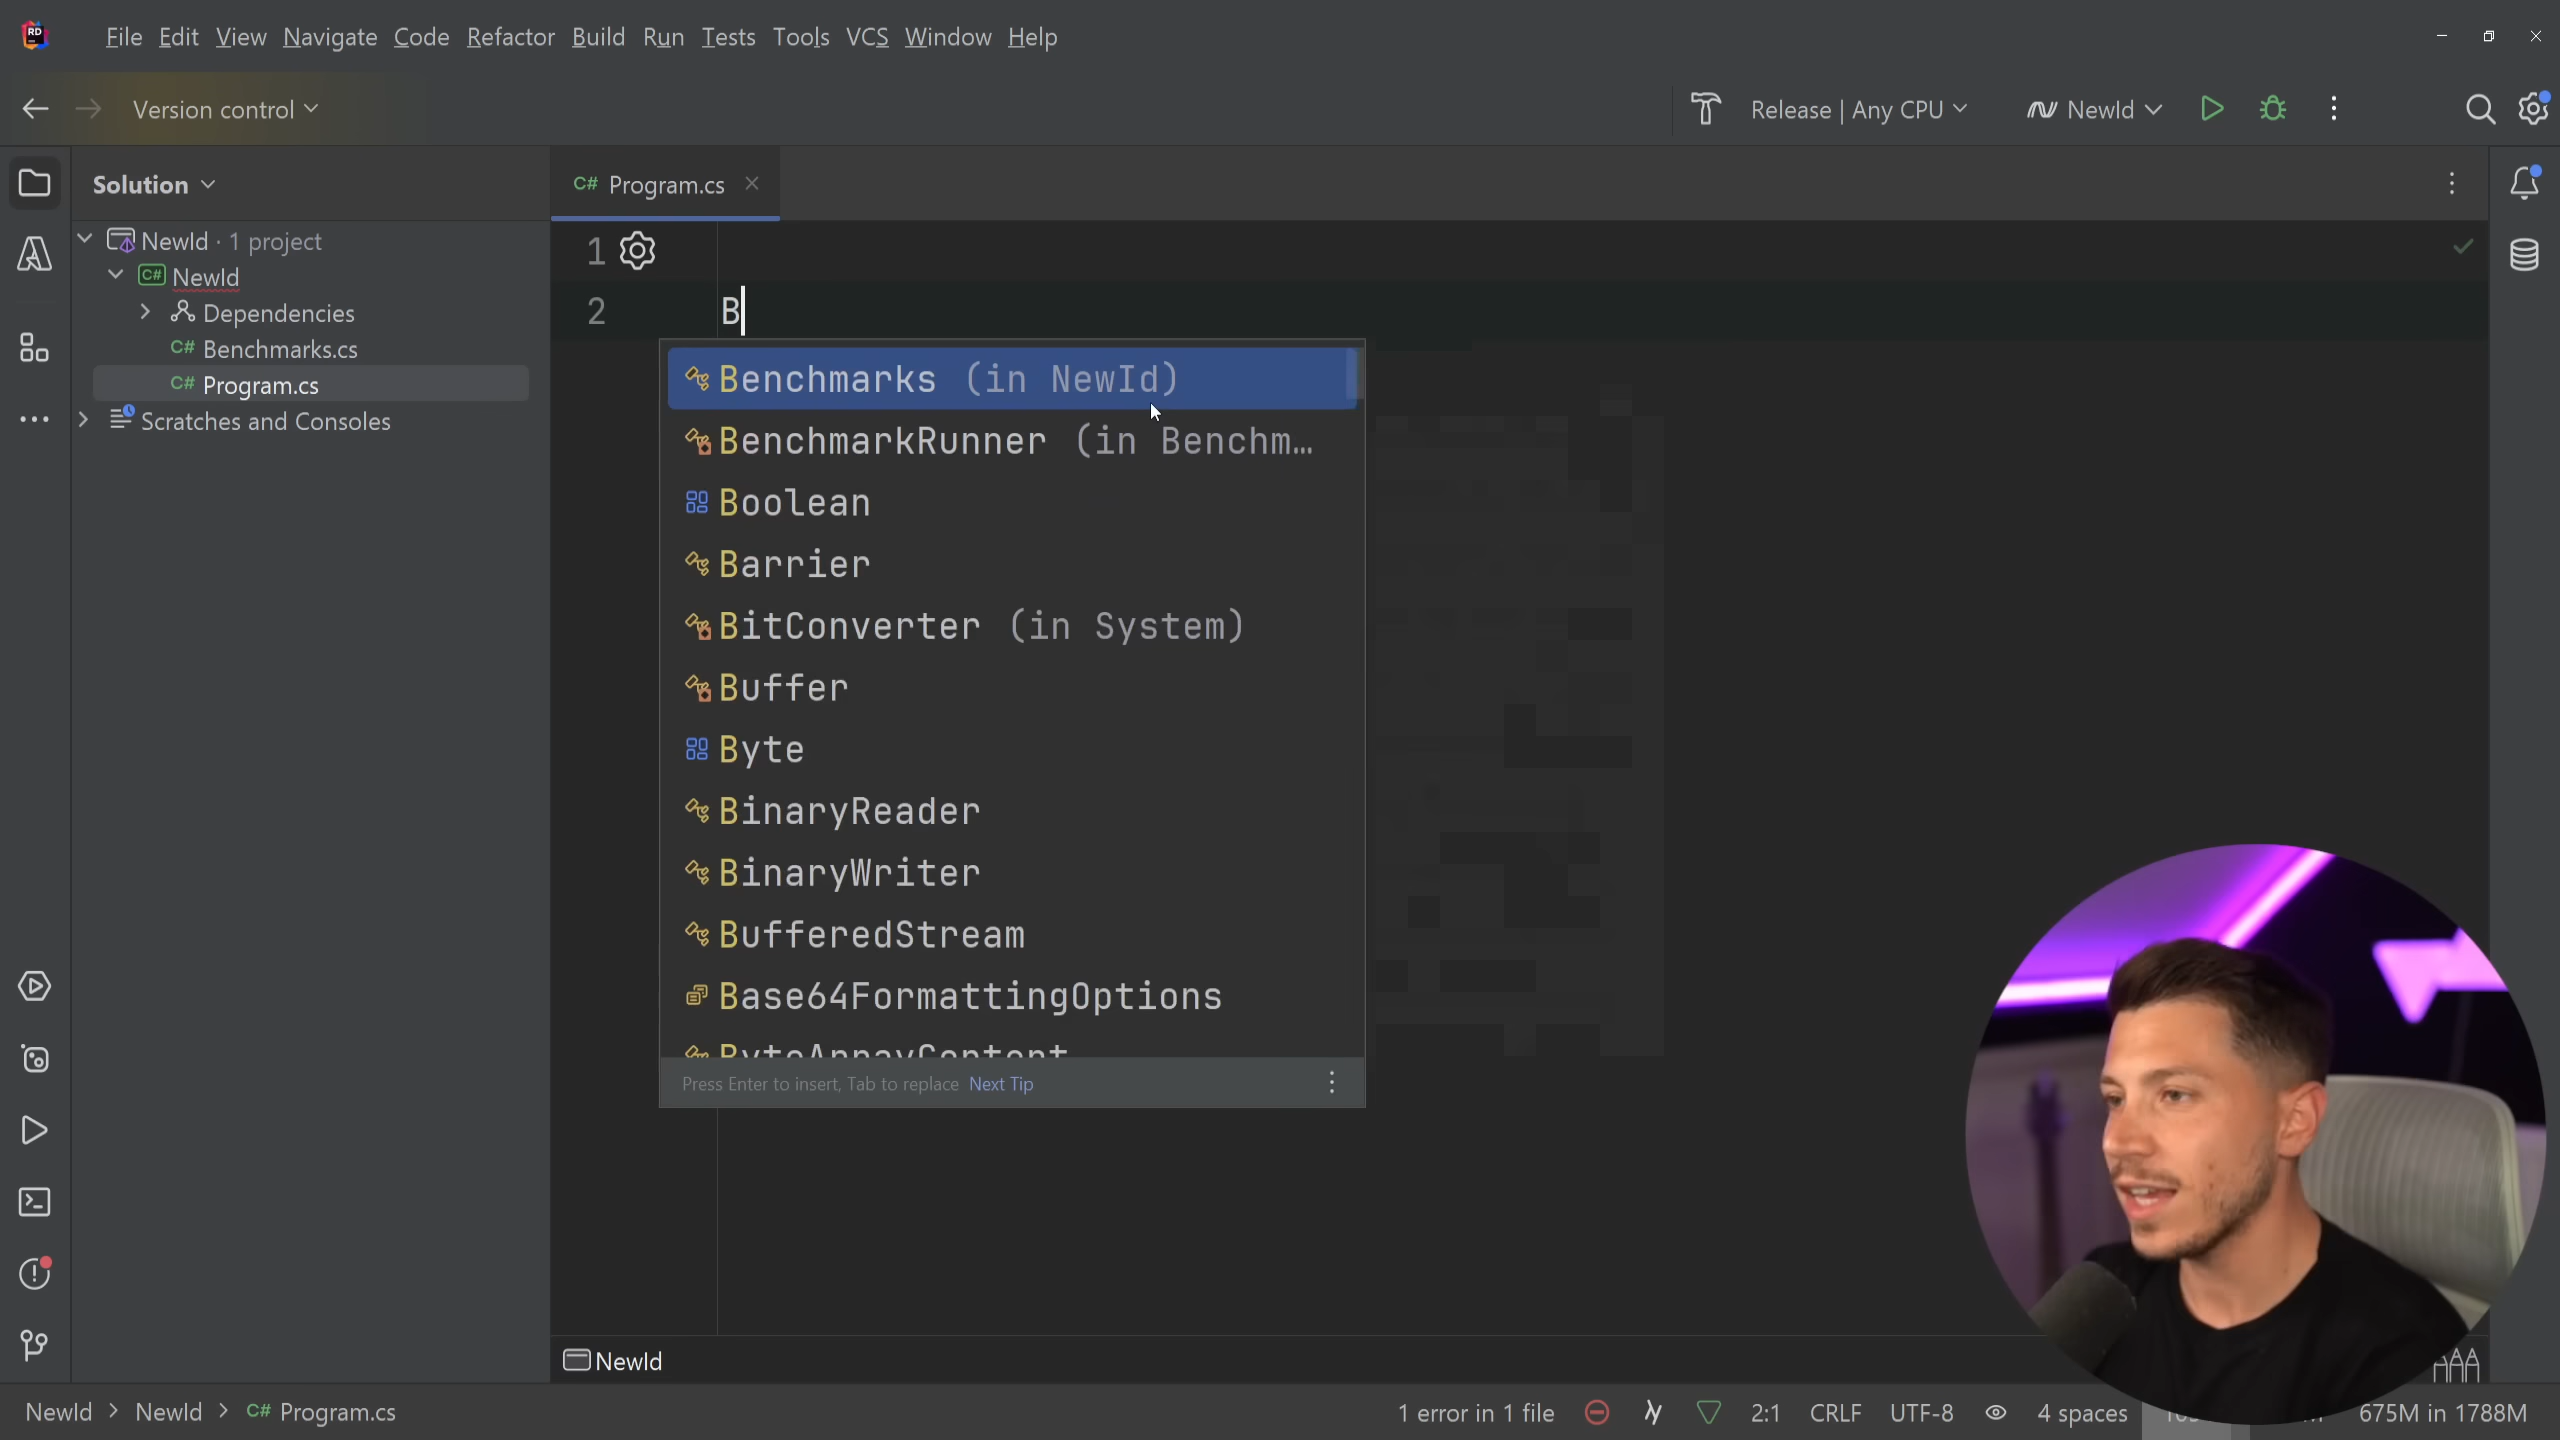 RD
File Edit View Navigate Code Refactor Build Run Tests Tools VCS Window Help
Version control
Release | Any CPU
NewId
Solution
C# Program.cs
NewId · 1 project
C# NewId
Dependencies
C# Benchmarks.cs
C# Program.cs
Scratches and Consoles
1
2 B
Benchmarks (in NewId)
BenchmarkRunner (in Benchm...
Boolean
Barrier
BitConverter (in System)
Buffer
Byte
BinaryReader
BinaryWriter
BufferedStream
Base64FormattingOptions
ByteArrayContent
Press Enter to insert, Tab to replace Next Tip
NewId
NewId > NewId > C# Program.cs
1 error in 1 file
2:1 CRLF UTF-8 4 spaces
675M in 1788M